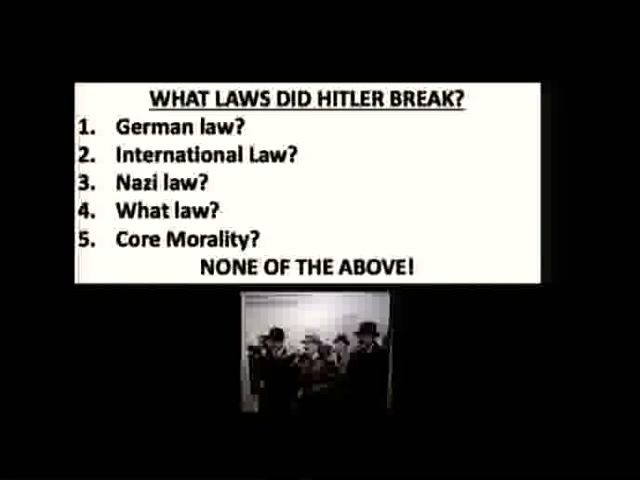 WHAT LAWS DID HITLER BREAK?
1. German law?
2. International Law?
3. Nazi law?
4. What law?
5. Core Morality?
NONE OF THE ABOVE!